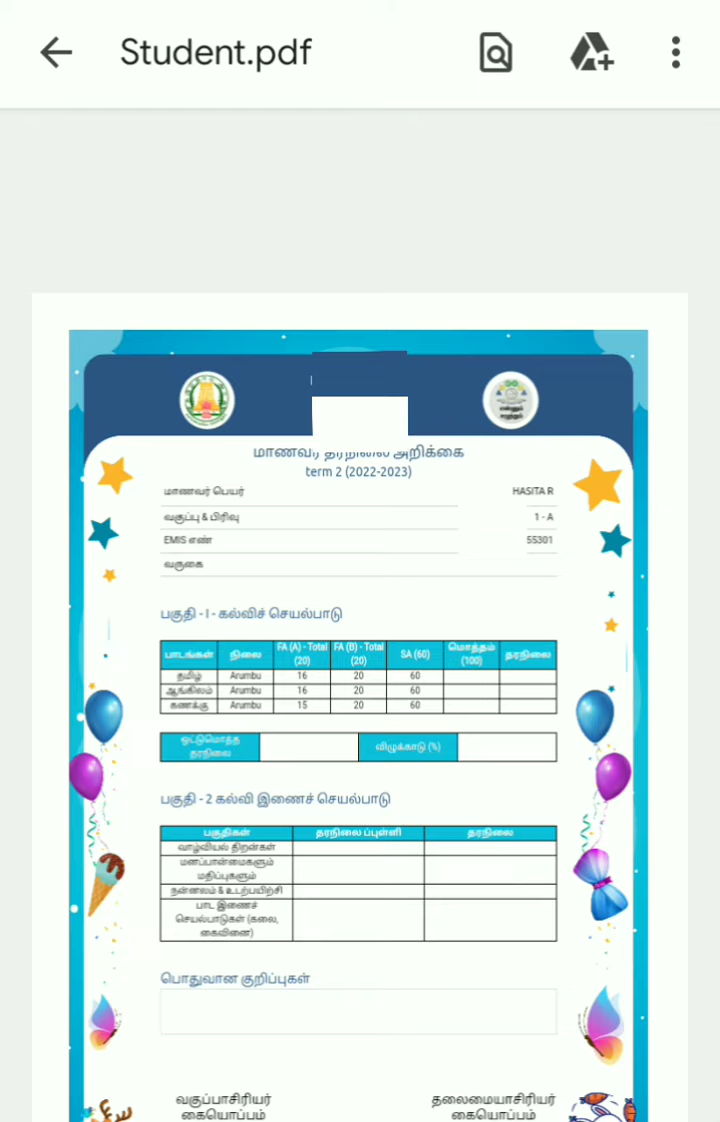 Student.pdf
மாணவர் தரநிலை அறிக்கை
term 2 (2022-2023)
மாணவர் பெயர் HASITA R
வகுப்பு & பிரிவு 1 - A
EMIS எண் 55301
வருகை
பகுதி - I - கல்விச் செயல்பாடு
பாடங்கள் நிலை FA (A) - Total (20) FA (B) - Total (20) SA (60) மொத்தம் (100) தரநிலை
தமிழ் Arumbu 16 20 60
ஆங்கிலம் Arumbu 16 20 60
கணக்கு Arumbu 15 20 60
ஒட்டுமொத்த தரநிலை விழுக்காடு (%)
பகுதி - 2 கல்வி இணைச் செயல்பாடு
பகுதிகள் தரநிலை ப்புள்ளி தரநிலை
வாழ்வியல் திறன்கள்
மனப்பான்மைகளும்
மதிப்புகளும்
நன்னலம் & உடற்பயிற்சி
பாட இணைச்
செயல்பாடுகள் (கலை,
கைவினை)
பொதுவான குறிப்புகள்
வகுப்பாசிரியர் தலைமையாசிரியர்
கையொப்பம் கையொப்பம்